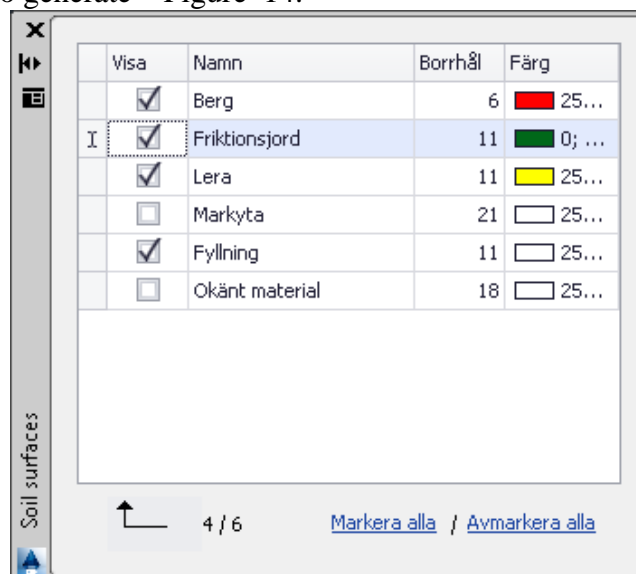 o generate Figure 14.
Visa Namn Borrhål Färg
Berg 6 25...
Friktionsjord 11 0; ...
Lera 11 25...
Markyta 21 25...
Fyllning 11 25...
Okänt material 18 25...
4 / 6 Markera alla / Avmarkera alla
Soil surfaces